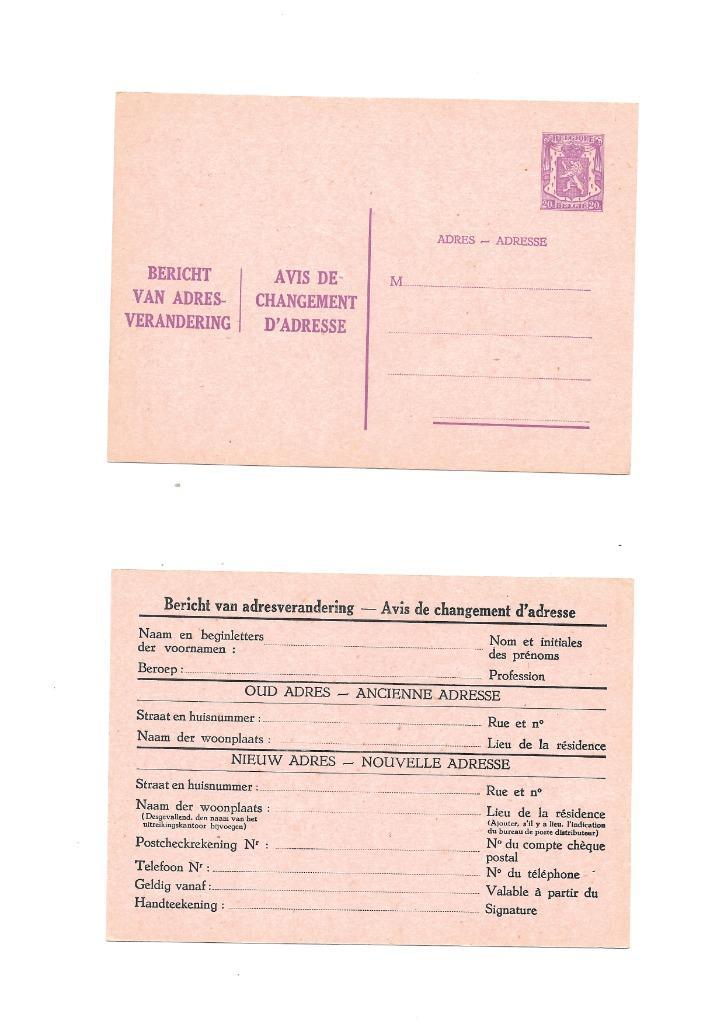 BELGIQUE
20 BELGIË 20
ADRES — ADRESSE
BERICHT
VAN ADRES-
VERANDERING
AVIS DE
CHANGEMENT
D'ADRESSE
M
Bericht van adresverandering — Avis de changement d'adresse
Naam en beginletters
der voornamen :
Nom et initiales
des prénoms
Beroep :
Profession
OUD ADRES — ANCIENNE ADRESSE
Straat en huisnummer :
Rue et nº
Naam der woonplaats :
Lieu de la résidence
NIEUW ADRES — NOUVELLE ADRESSE
Straat en huisnummer :
Rue et nº
Naam der woonplaats :
(Desgevallend, den naam van het
uitreikingskantoor bijvoegen)
Lieu de la résidence
(Ajouter, s'il y a lieu, l'indication
du bureau de poste distributeur)
Postcheckrekening Nʳ :
Nº du compte chèque
postal
Telefoon Nʳ :
Nº du téléphone
Geldig vanaf :
Valable à partir du
Handteekening :
Signature